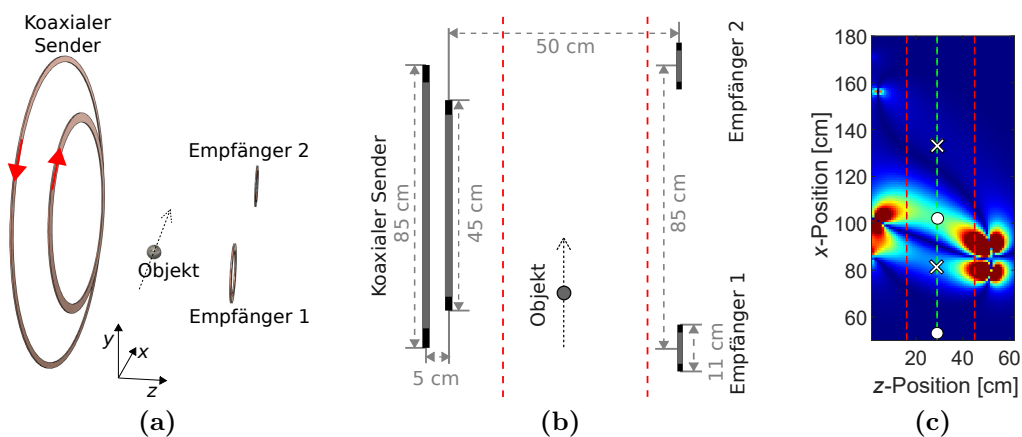 Koaxialer
Sender
Empfänger 2
Objekt
Empfänger 1
y
x
z
(a)
50 cm
Koaxialer Sender
85 cm
45 cm
5 cm
Objekt
85 cm
Empfänger 2
Empfänger 1
11 cm
(b)
180
160
140
120
100
80
60
x-Position [cm]
20 40 60
z-Position [cm]
(c)